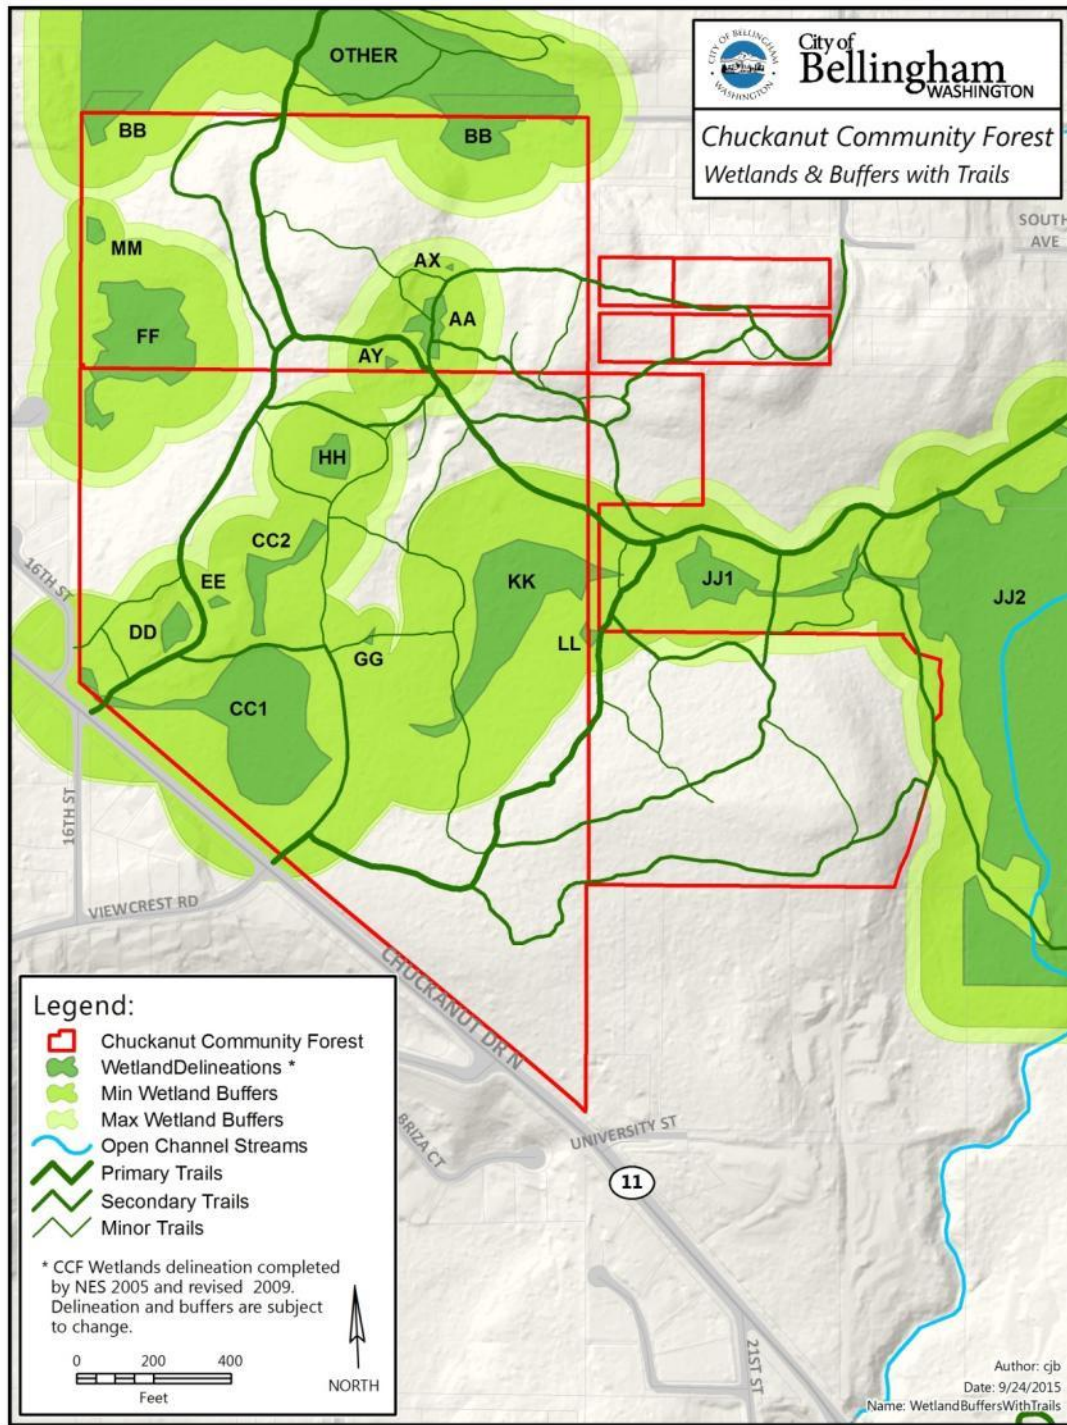 CITY OF BELLINGHAM
WASHINGTON
City of
Bellingham
WASHINGTON
Chuckanut Community Forest
Wetlands & Buffers with Trails
OTHER
BB
BB
SOUTH
AVE
MM
AX
FF
AA
AY
HH
CC2
16TH ST
EE
KK
JJ1
JJ2
DD
LL
GG
CC1
16TH ST
VIEWCREST RD
CHUCKANUT DR N
BRIZA CT
UNIVERSITY ST
11
21ST ST
Legend:
Chuckanut Community Forest
WetlandDelineations *
Min Wetland Buffers
Max Wetland Buffers
Open Channel Streams
Primary Trails
Secondary Trails
Minor Trails
* CCF Wetlands delineation completed
by NES 2005 and revised 2009.
Delineation and buffers are subject
to change.
0 200 400
Feet
NORTH
Author: cjb
Date: 9/24/2015
Name: WetlandBuffersWithTrails